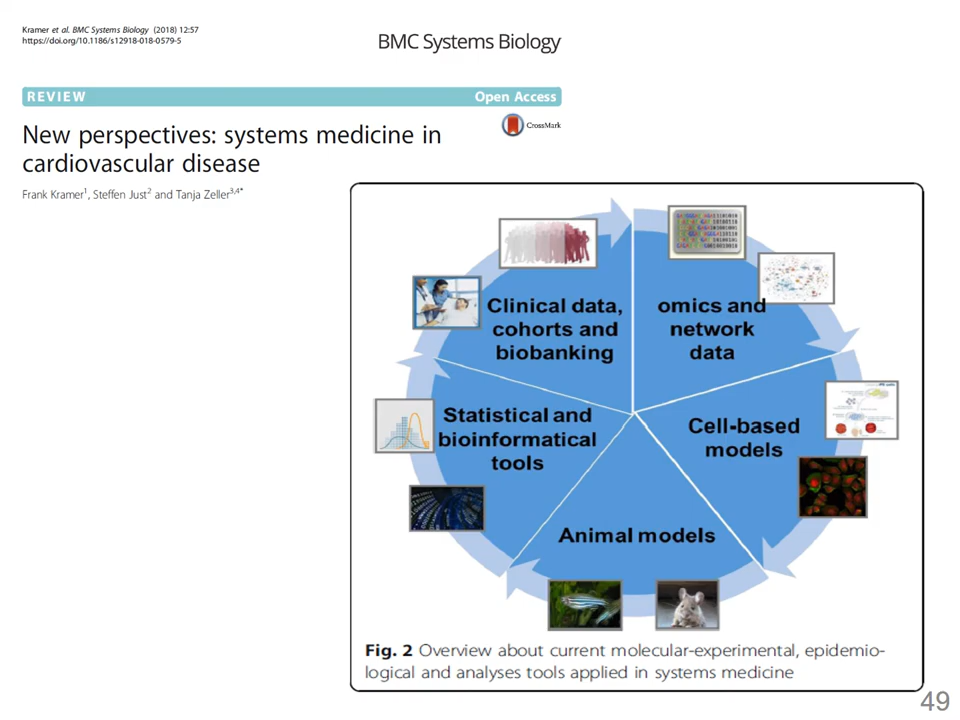 Kramer et al. BMC Systems Biology (2018) 12:57
https://doi.org/10.1186/s12918-018-0579-5
BMC Systems Biology
REVIEW
Open Access
CrossMark
New perspectives: systems medicine in
cardiovascular disease
Frank Kramer1, Steffen Just2 and Tanja Zeller3,4*
Clinical data,
cohorts and
biobanking
omics and
network
data
Statistical and
bioinformatical
tools
Cell-based
models
Animal models
Fig. 2 Overview about current molecular-experimental, epidemio-
logical and analyses tools applied in systems medicine
49